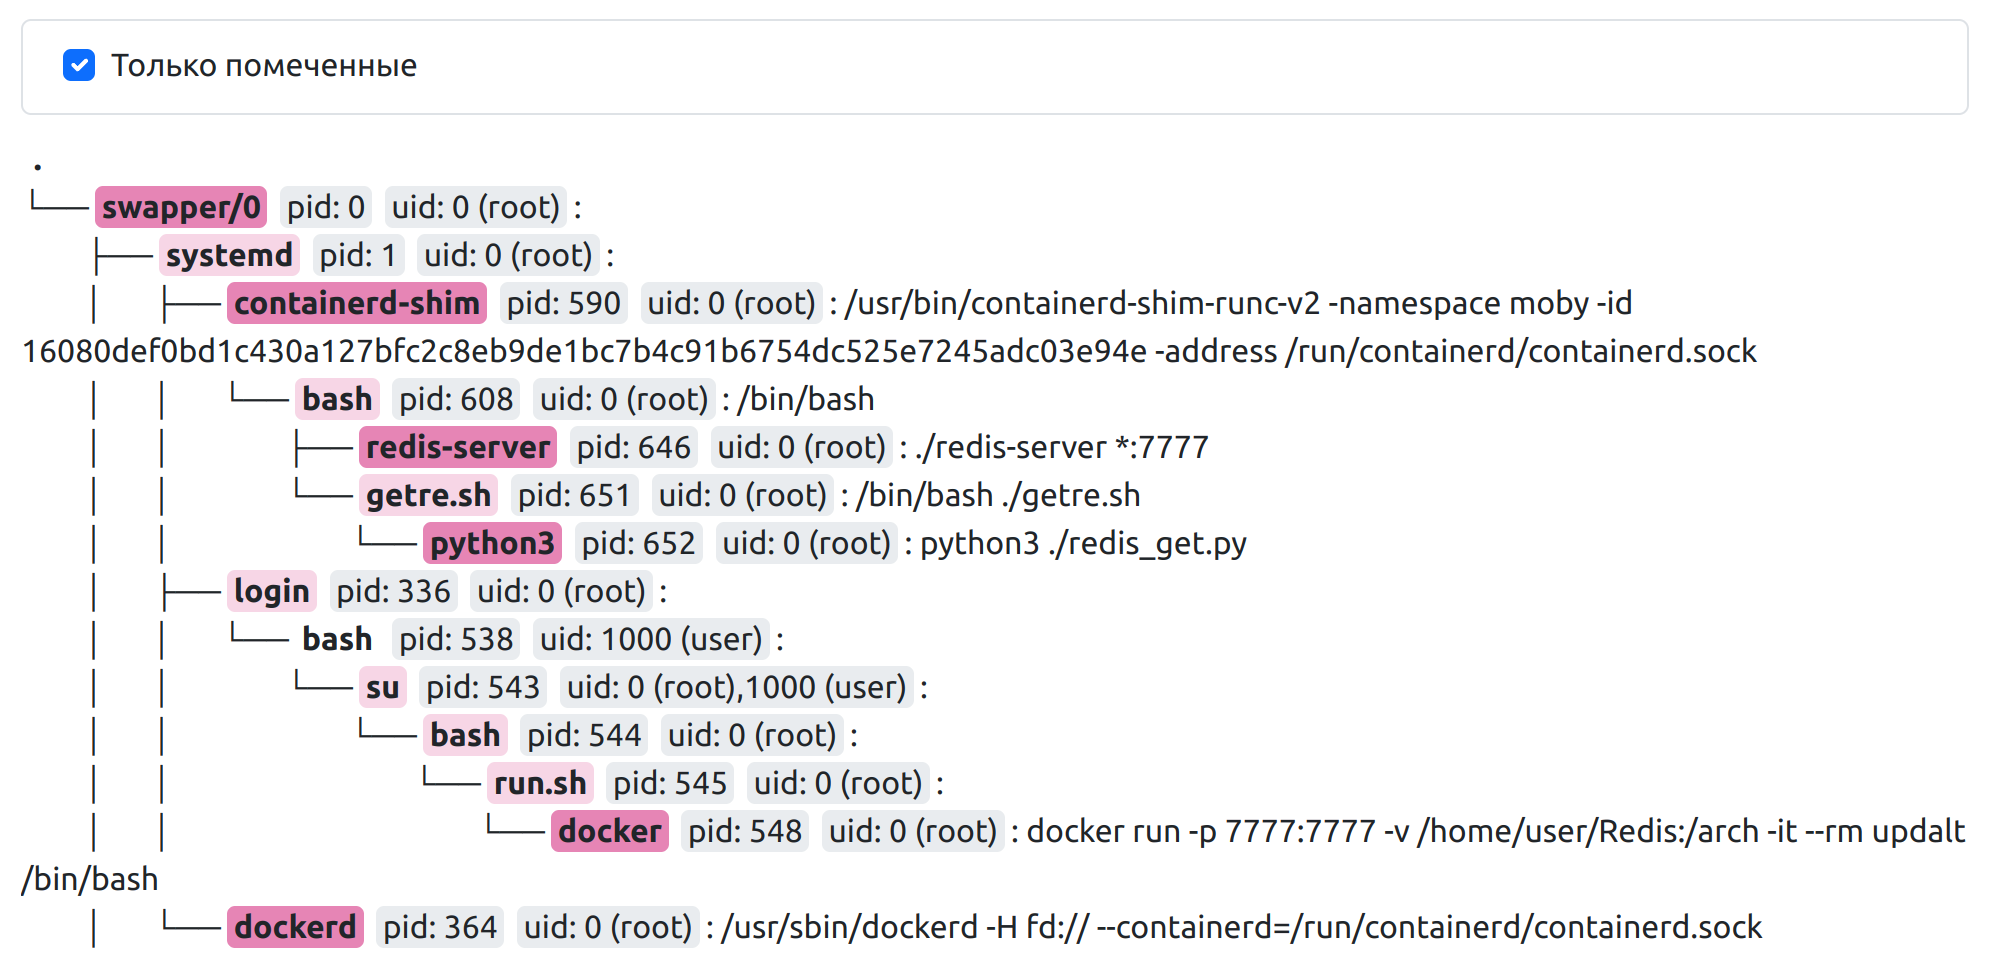 Только помеченные
.
└── swapper/0 pid: 0 uid: 0 (root) :
├── systemd pid: 1 uid: 0 (root) :
│ ├── containerd-shim pid: 590 uid: 0 (root) : /usr/bin/containerd-shim-runc-v2 -namespace moby -id
16080def0bd1c430a127bfc2c8eb9de1bc7b4c91b6754dc525e7245adc03e94e -address /run/containerd/containerd.sock
│ │ └── bash pid: 608 uid: 0 (root) : /bin/bash
│ │ ├── redis-server pid: 646 uid: 0 (root) : ./redis-server *:7777
│ │ └── getre.sh pid: 651 uid: 0 (root) : /bin/bash ./getre.sh
│ │ └── python3 pid: 652 uid: 0 (root) : python3 ./redis_get.py
│ ├── login pid: 336 uid: 0 (root) :
│ │ └── bash pid: 538 uid: 1000 (user) :
│ │ └── su pid: 543 uid: 0 (root),1000 (user) :
│ │ └── bash pid: 544 uid: 0 (root) :
│ │ └── run.sh pid: 545 uid: 0 (root) :
│ │ └── docker pid: 548 uid: 0 (root) : docker run -p 7777:7777 -v /home/user/Redis:/arch -it --rm updalt
/bin/bash
│ └── dockerd pid: 364 uid: 0 (root) : /usr/sbin/dockerd -H fd:// --containerd=/run/containerd/containerd.sock